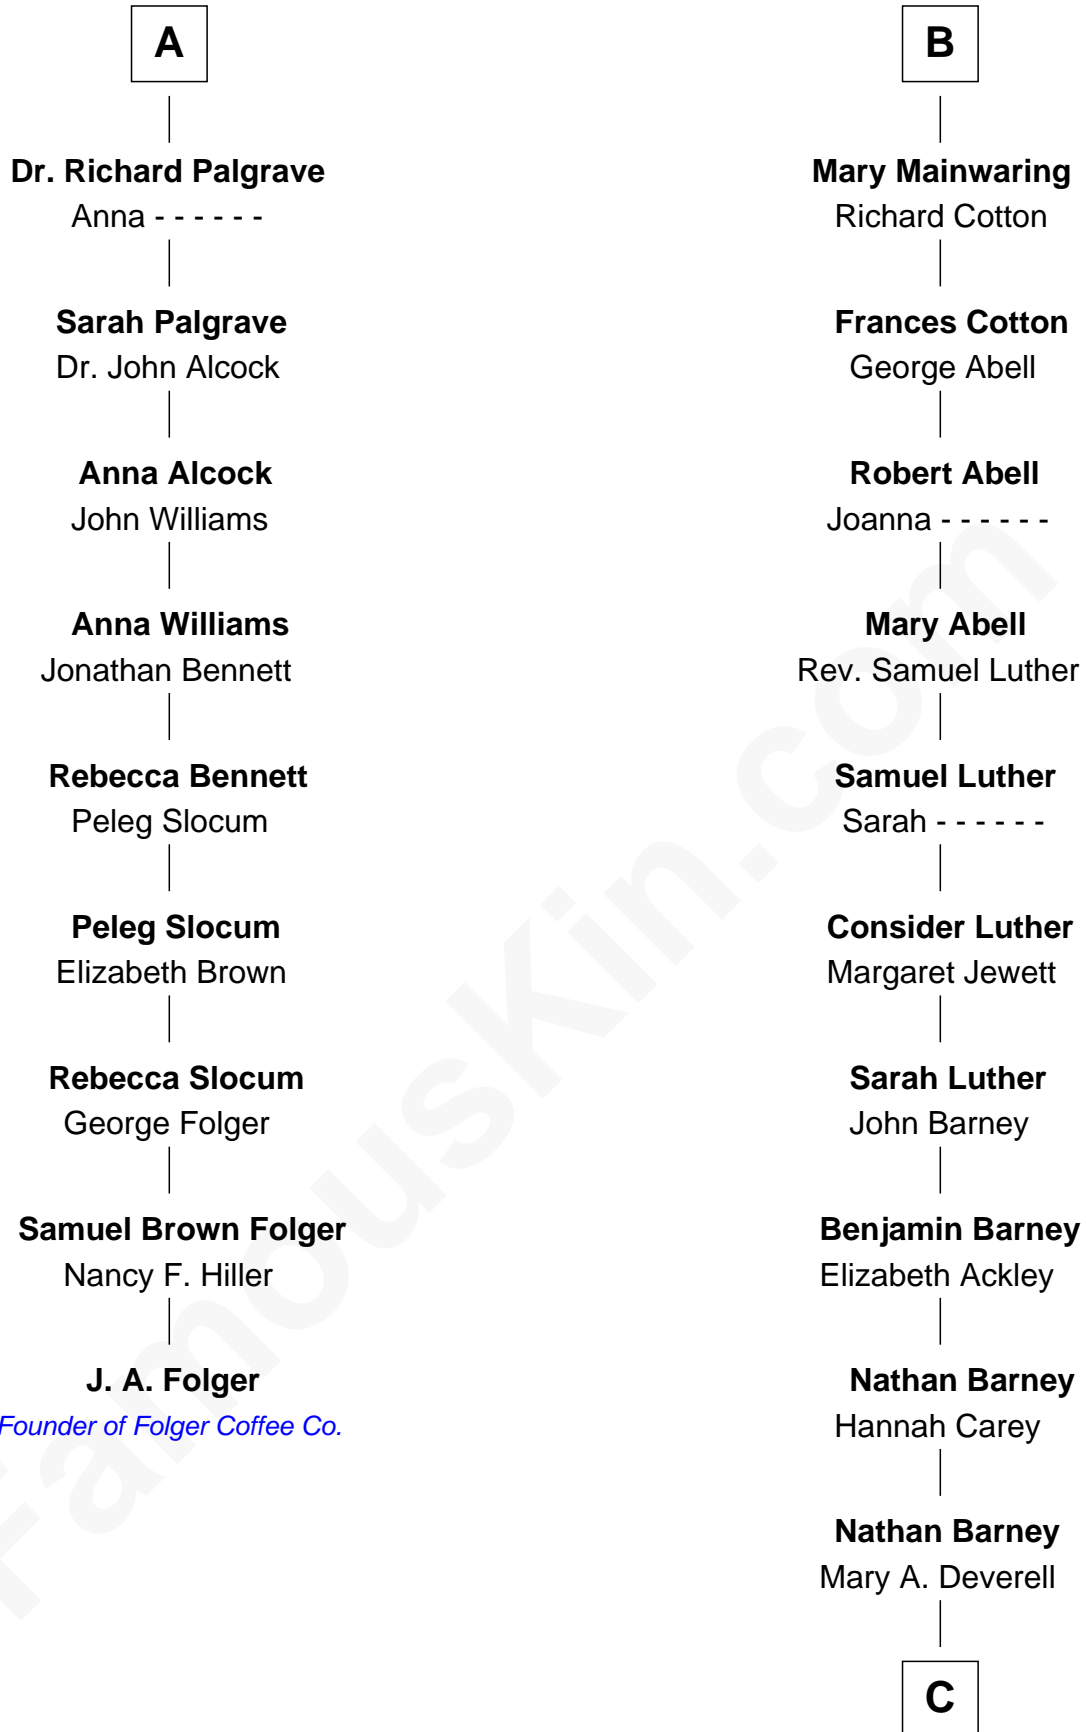 A
Dr. Richard Palgrave
Anna - - - - - -
Sarah Palgrave
Dr. John Alcock
Anna Alcock
John Williams
Anna Williams
Jonathan Bennett
Rebecca Bennett
Peleg Slocum
Peleg Slocum
Elizabeth Brown
Rebecca Slocum
George Folger
Samuel Brown Folger
Nancy F. Hiller
J. A. Folger
Founder of Folger Coffee Co.
B
Mary Mainwaring
Richard Cotton
Frances Cotton
George Abell
Robert Abell
Joanna - - - - - -
Mary Abell
Rev. Samuel Luther
Samuel Luther
Sarah - - - - - -
Consider Luther
Margaret Jewett
Sarah Luther
John Barney
Benjamin Barney
Elizabeth Ackley
Nathan Barney
Hannah Carey
Nathan Barney
Mary A. Deverell
C
FamousKin.com